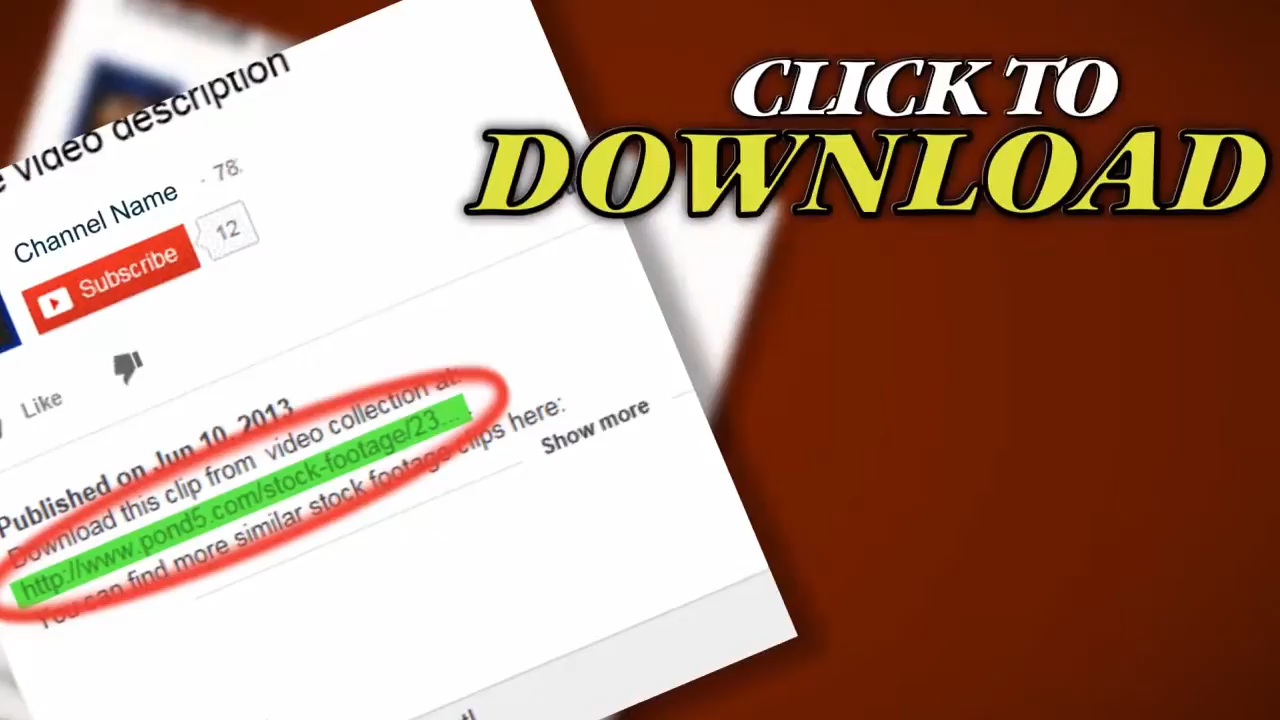 CLICK TO
DOWNLOAD
video description
Channel Name
78
Subscribe
12
Like
Published on Jun 10, 2013
Download this clip from video collection at:
http://www.pond5.com/stock-footage/23...
You can find more similar stock footage clips here:
Show more